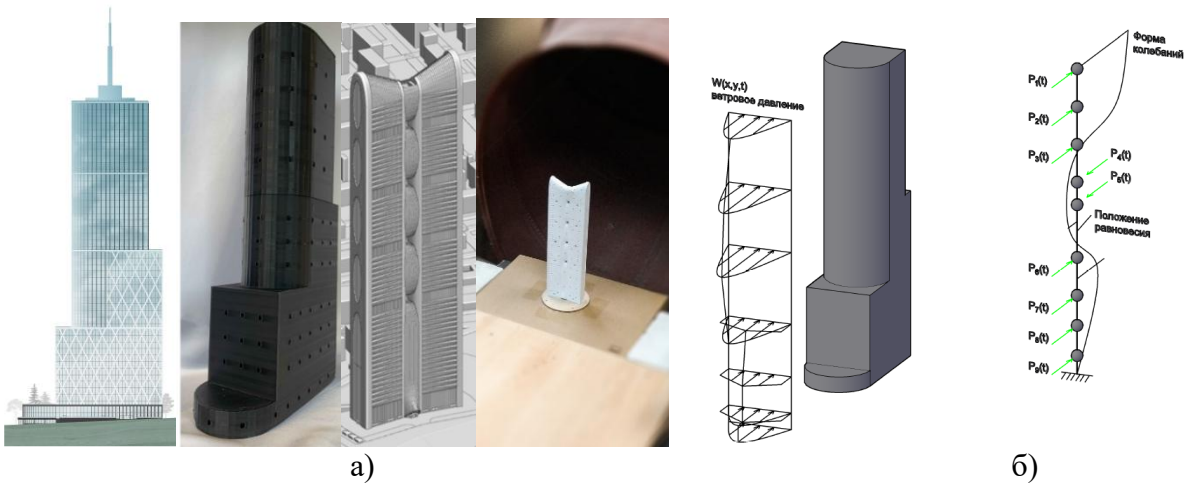 W(x,y,t)
ветровое давление
Форма
колебаний
P₁(t)
P₂(t)
P₃(t)
P₄(t)
P₅(t)
Положение
равновесия
P₆(t)
P₇(t)
P₈(t)
P₉(t)
а)
б)